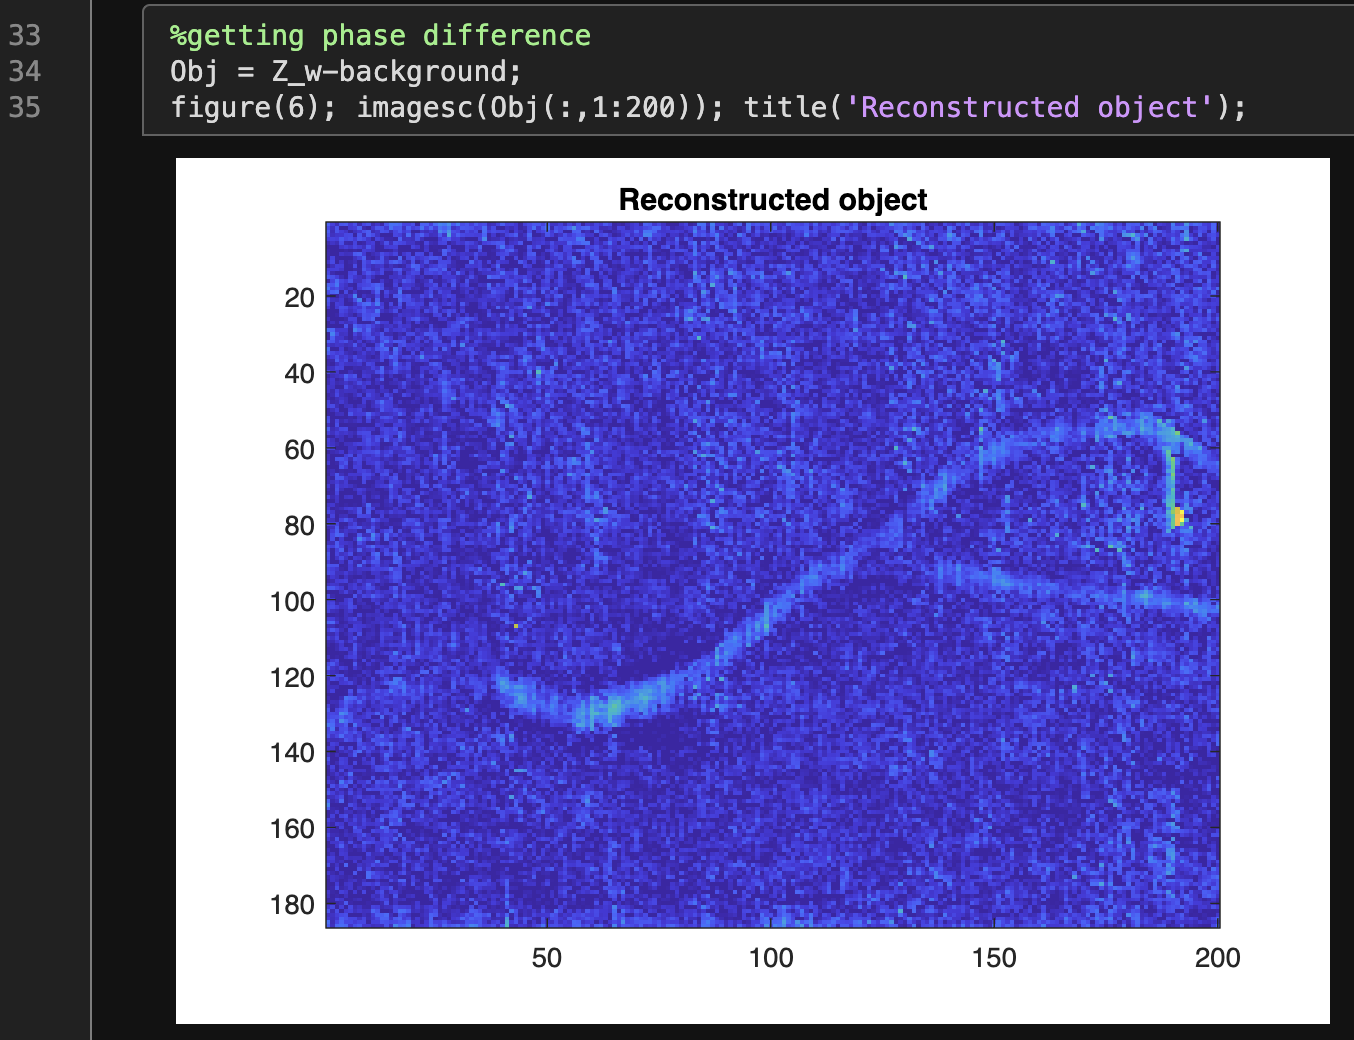 33 %getting phase difference
34 Obj = Z_w-background;
35 figure(6); imagesc(Obj(:,1:200)); title('Reconstructed object');
Reconstructed object
20
40
60
80
100
120
140
160
180
50 100 150 200